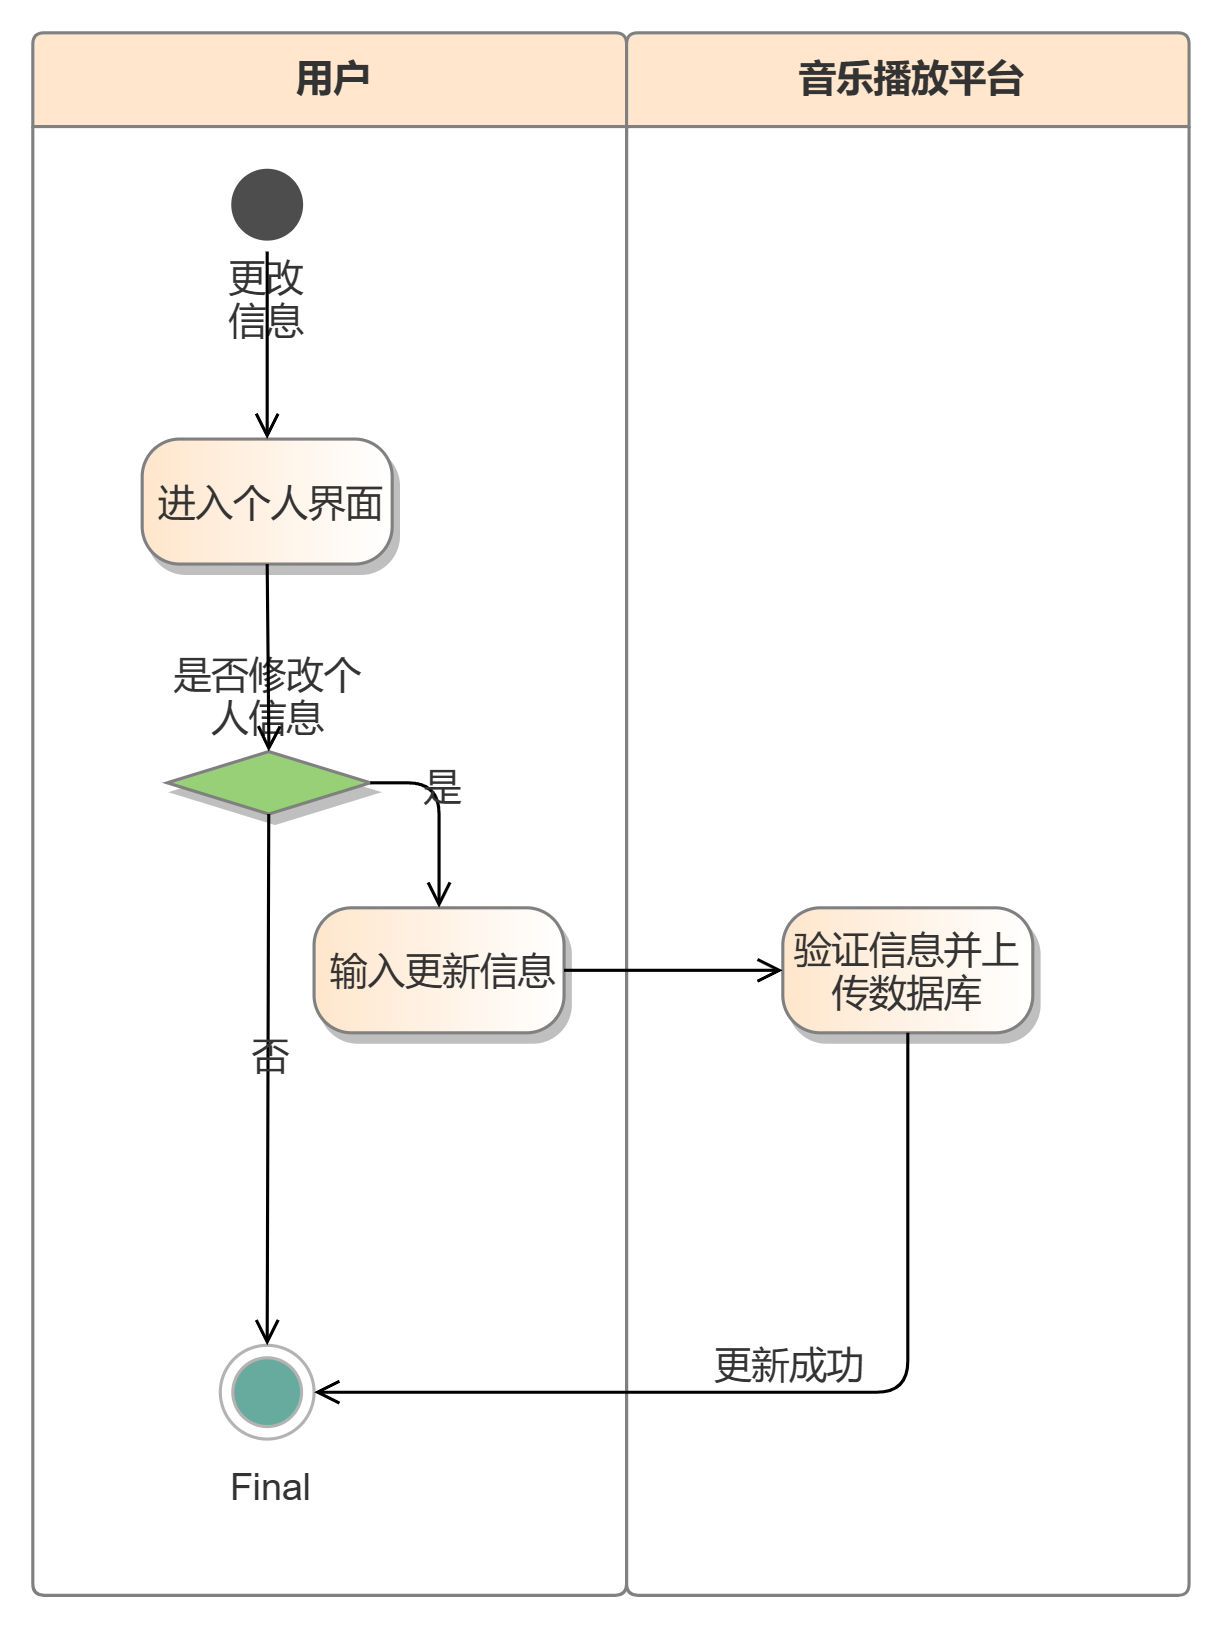 用户
音乐播放平台
更改
信息
进入个人界面
是否修改个
人信息
是
输入更新信息
验证信息并上
传数据库
否
更新成功
Final